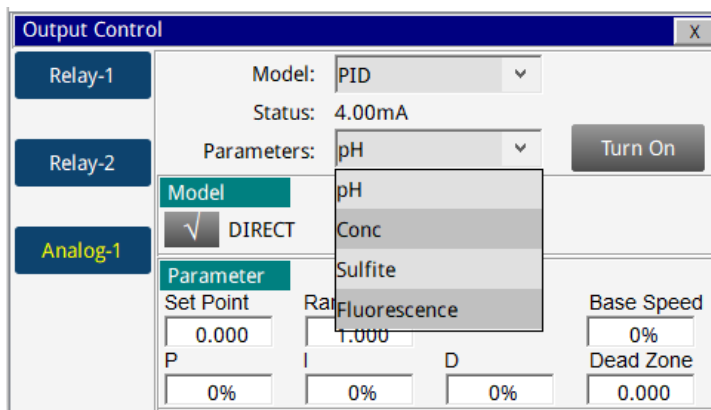 Output Control X
Relay-1
Model: PID
Status: 4.00mA
Relay-2
Parameters: pH
Turn On
pH
Model
√ DIRECT
Conc
Analog-1
Sulfite
Parameter
Fluorescence
Set Point
Base Speed
0.000
1.000
0%
P I D Dead Zone
0% 0% 0% 0.000